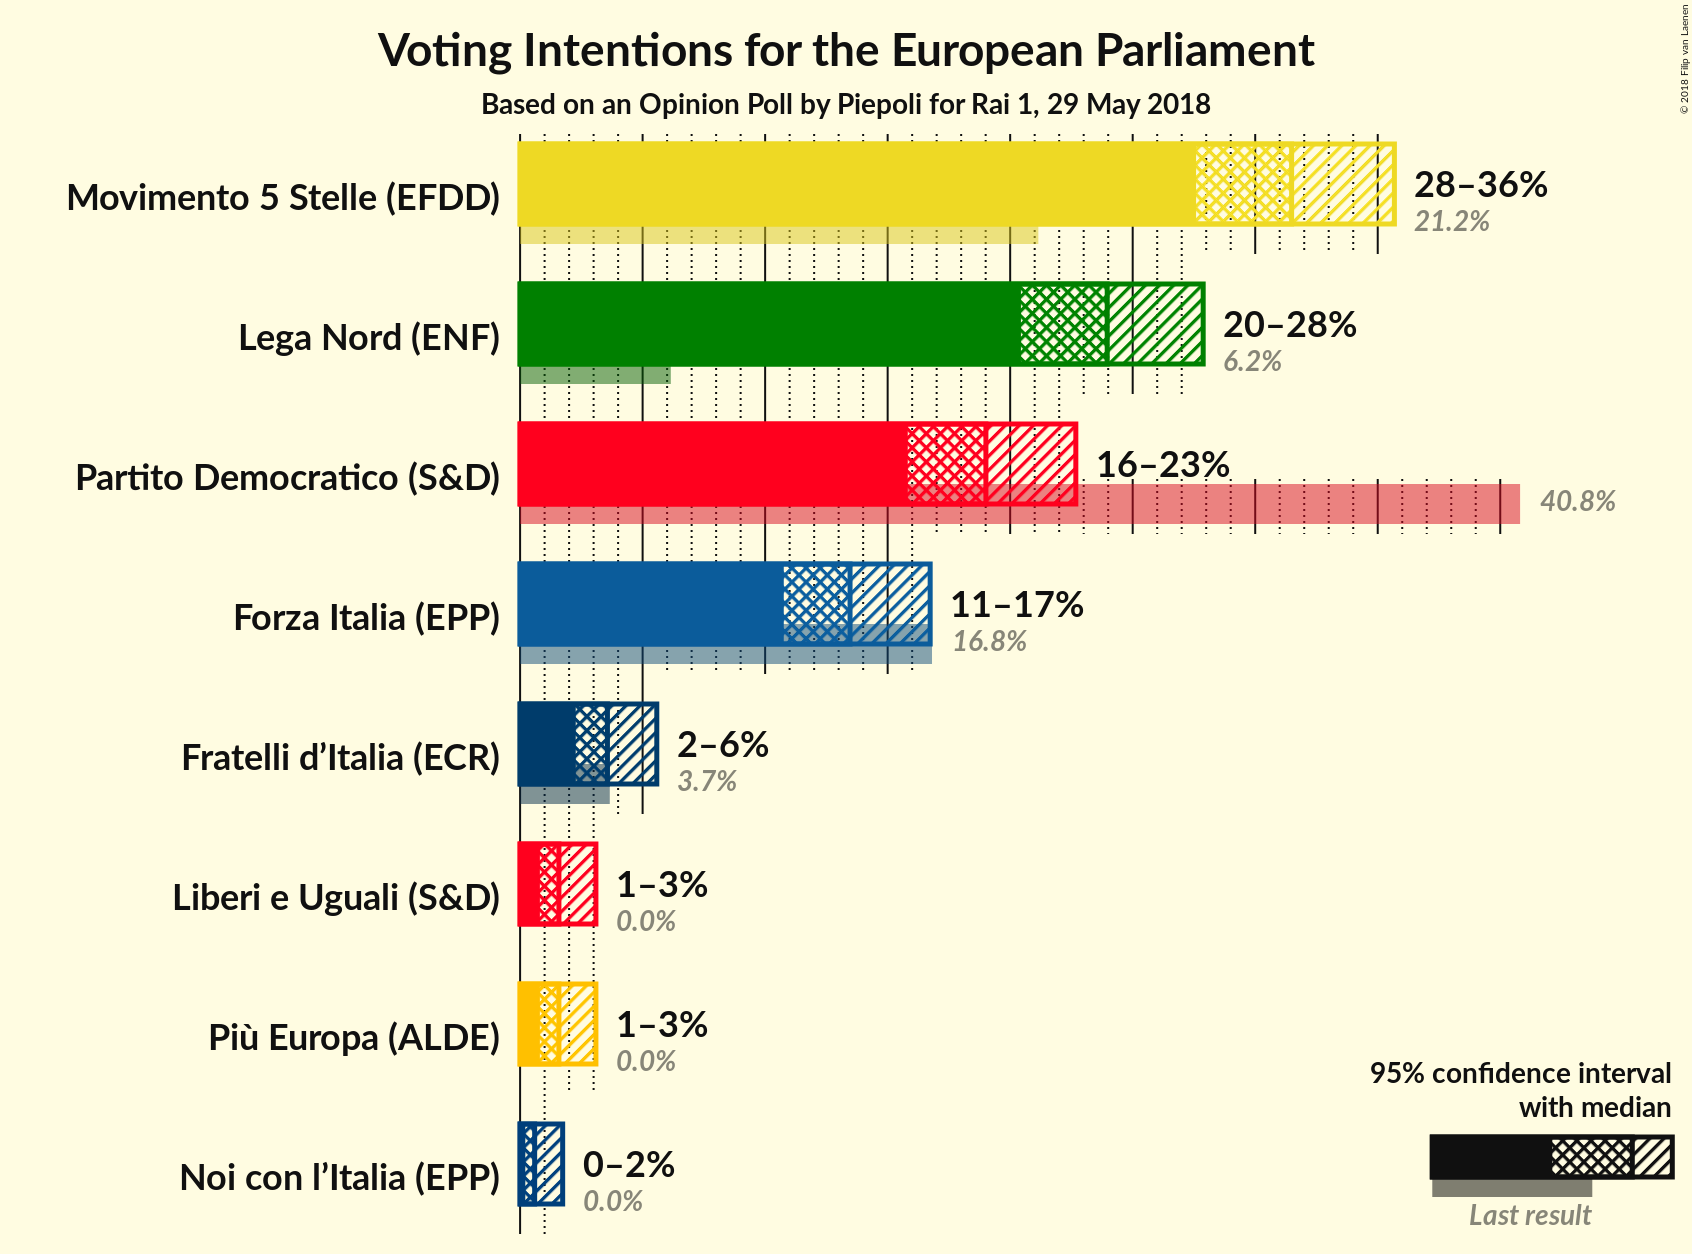 Voting Intentions for the European Parliament
Based on an Opinion Poll by Piepoli for Rai 1, 29 May 2018
© 2018 Filip van Laenen
Movimento 5 Stelle (EFDD)
28–36%
21.2%
Lega Nord (ENF)
20–28%
6.2%
Partito Democratico (S&D)
16–23%
40.8%
Forza Italia (EPP)
11–17%
16.8%
Fratelli d’Italia (ECR)
2–6%
3.7%
Liberi e Uguali (S&D)
1–3%
0.0%
Più Europa (ALDE)
1–3%
0.0%
Noi con l’Italia (EPP)
0–2%
0.0%
95% confidence interval
with median
Last result